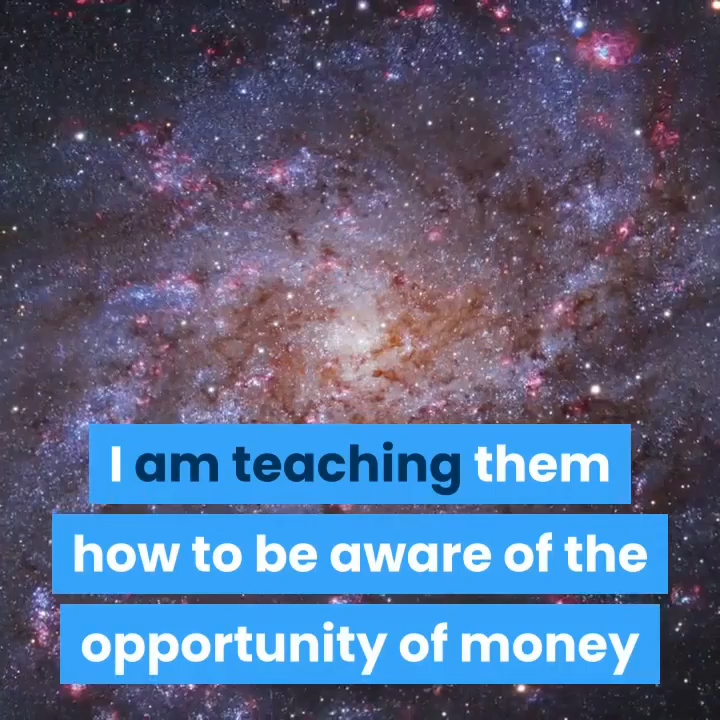 I am teaching them
how to be aware of the
opportunity of money